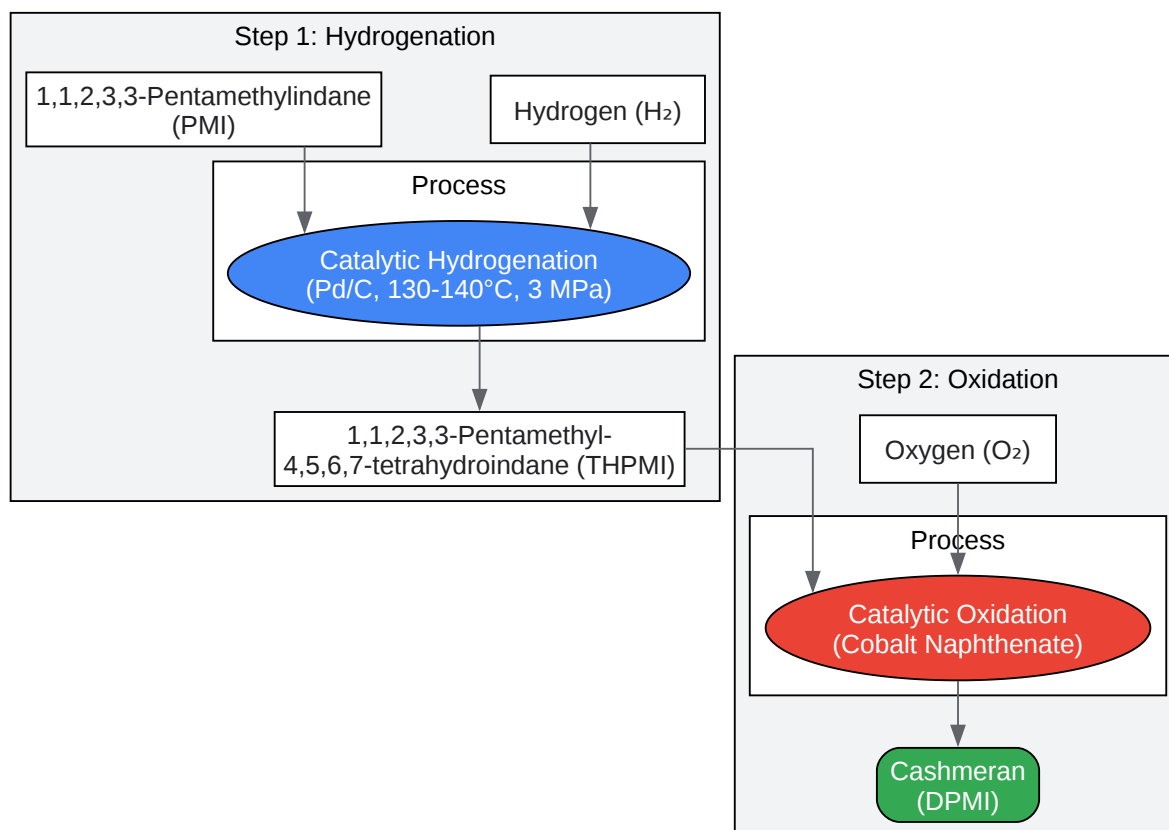 Step 1: Hydrogenation
1,1,2,3,3-Pentamethylindane
(PMI)
Hydrogen (H₂)
Process
Catalytic Hydrogenation
(Pd/C, 130-140°C, 3 MPa)
1,1,2,3,3-Pentamethyl-
4,5,6,7-tetrahydroindane (THPMI)
Step 2: Oxidation
Oxygen (O₂)
Process
Catalytic Oxidation
(Cobalt Naphthenate)
Cashmeran
(DPMI)